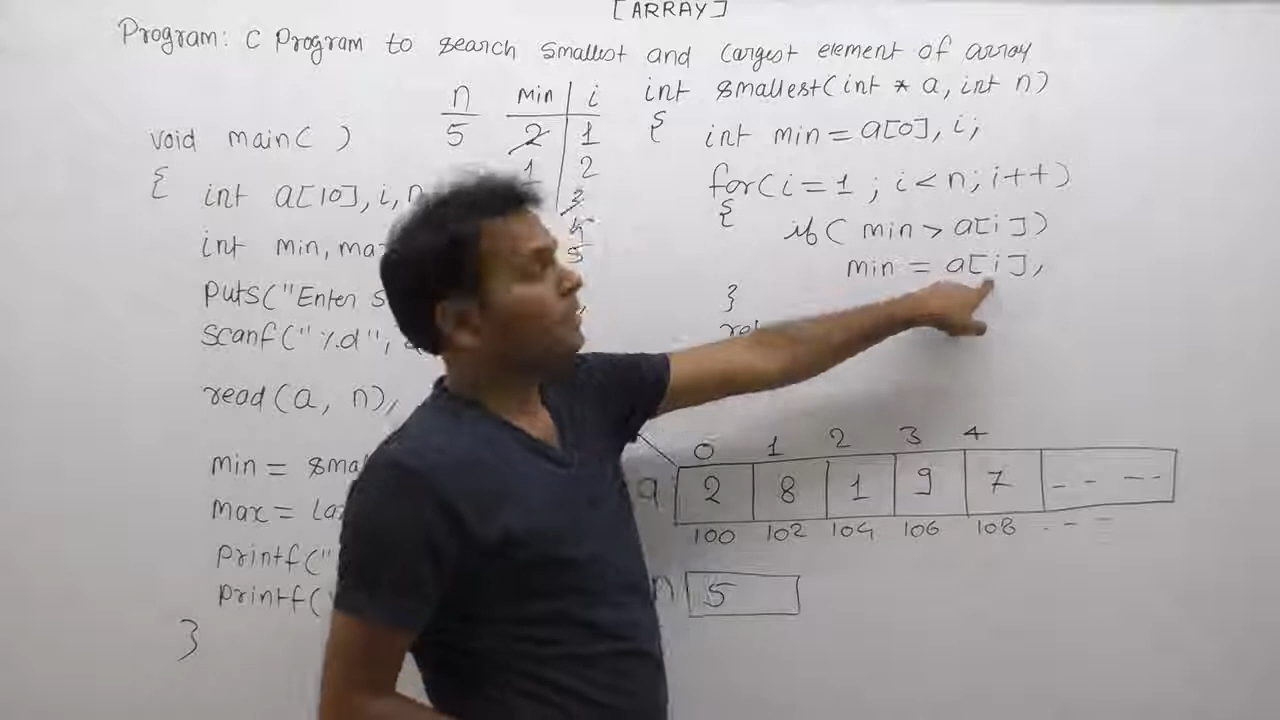 [ARRAY]
Program: C Program to search smallest and largest element of array
void main( )
{
int a[10], i, n
int min, ma
puts("Enter s
scanf("%d",
read(a, n),
min = sma
max = la
Printf("
Printf(
}
n min i
5 2 1
1 2
3
4
5
int smallest(int * a, int n)
{
int min = a[0], i;
for(i=1 ; i<n; i++)
{
if( min > a[i])
min = a[i],
}
ret
0 1 2 3 4
a 2 8 1 9 7 -- ---
100 102 104 106 108 . - =
n 5